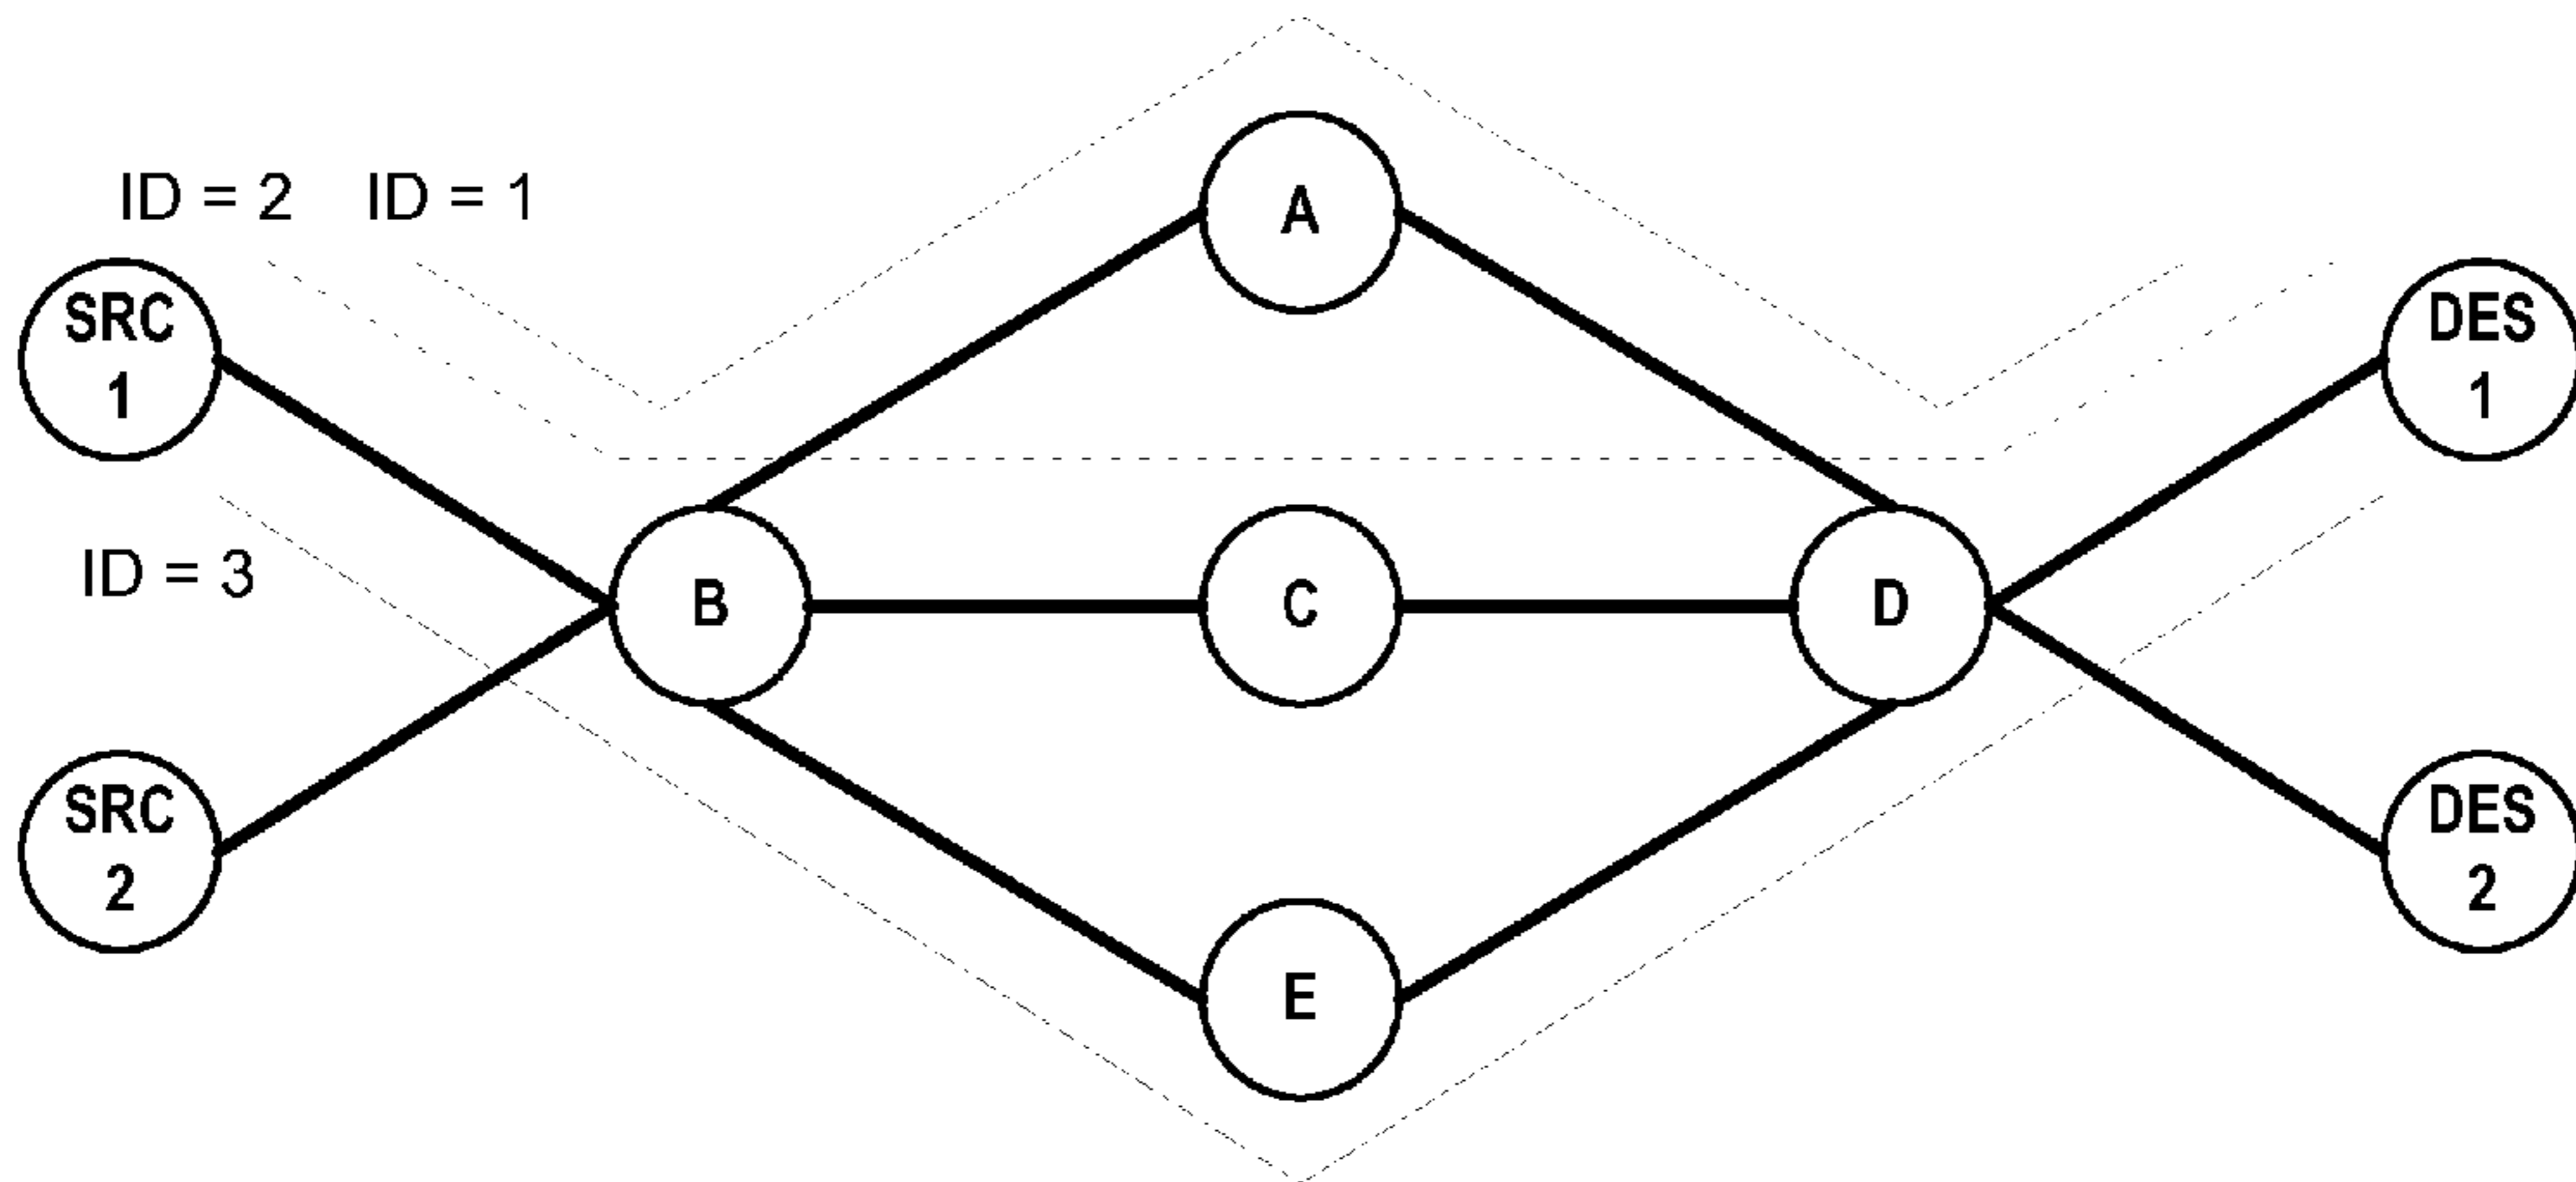 ID = 2
ID = 1
A
SRC
1
DES
1
ID = 3
B
C
D
SRC
2
DES
2
E